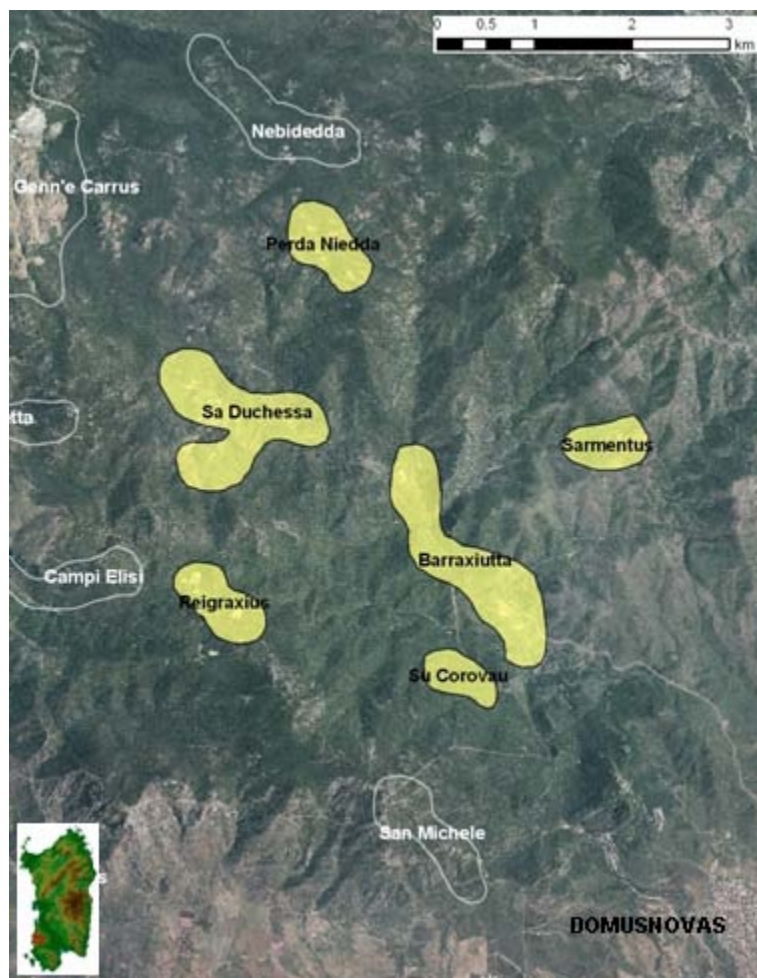 0 0.5 1 2 3
km
Nebidedda
Genn'e Carrus
Perda Niedda
Sa Duchessa
tta
Sarmentus
Barraxiutta
Campi Elisi
Reigraxius
Su Corovau
San Michele
s
DOMUSNOVAS